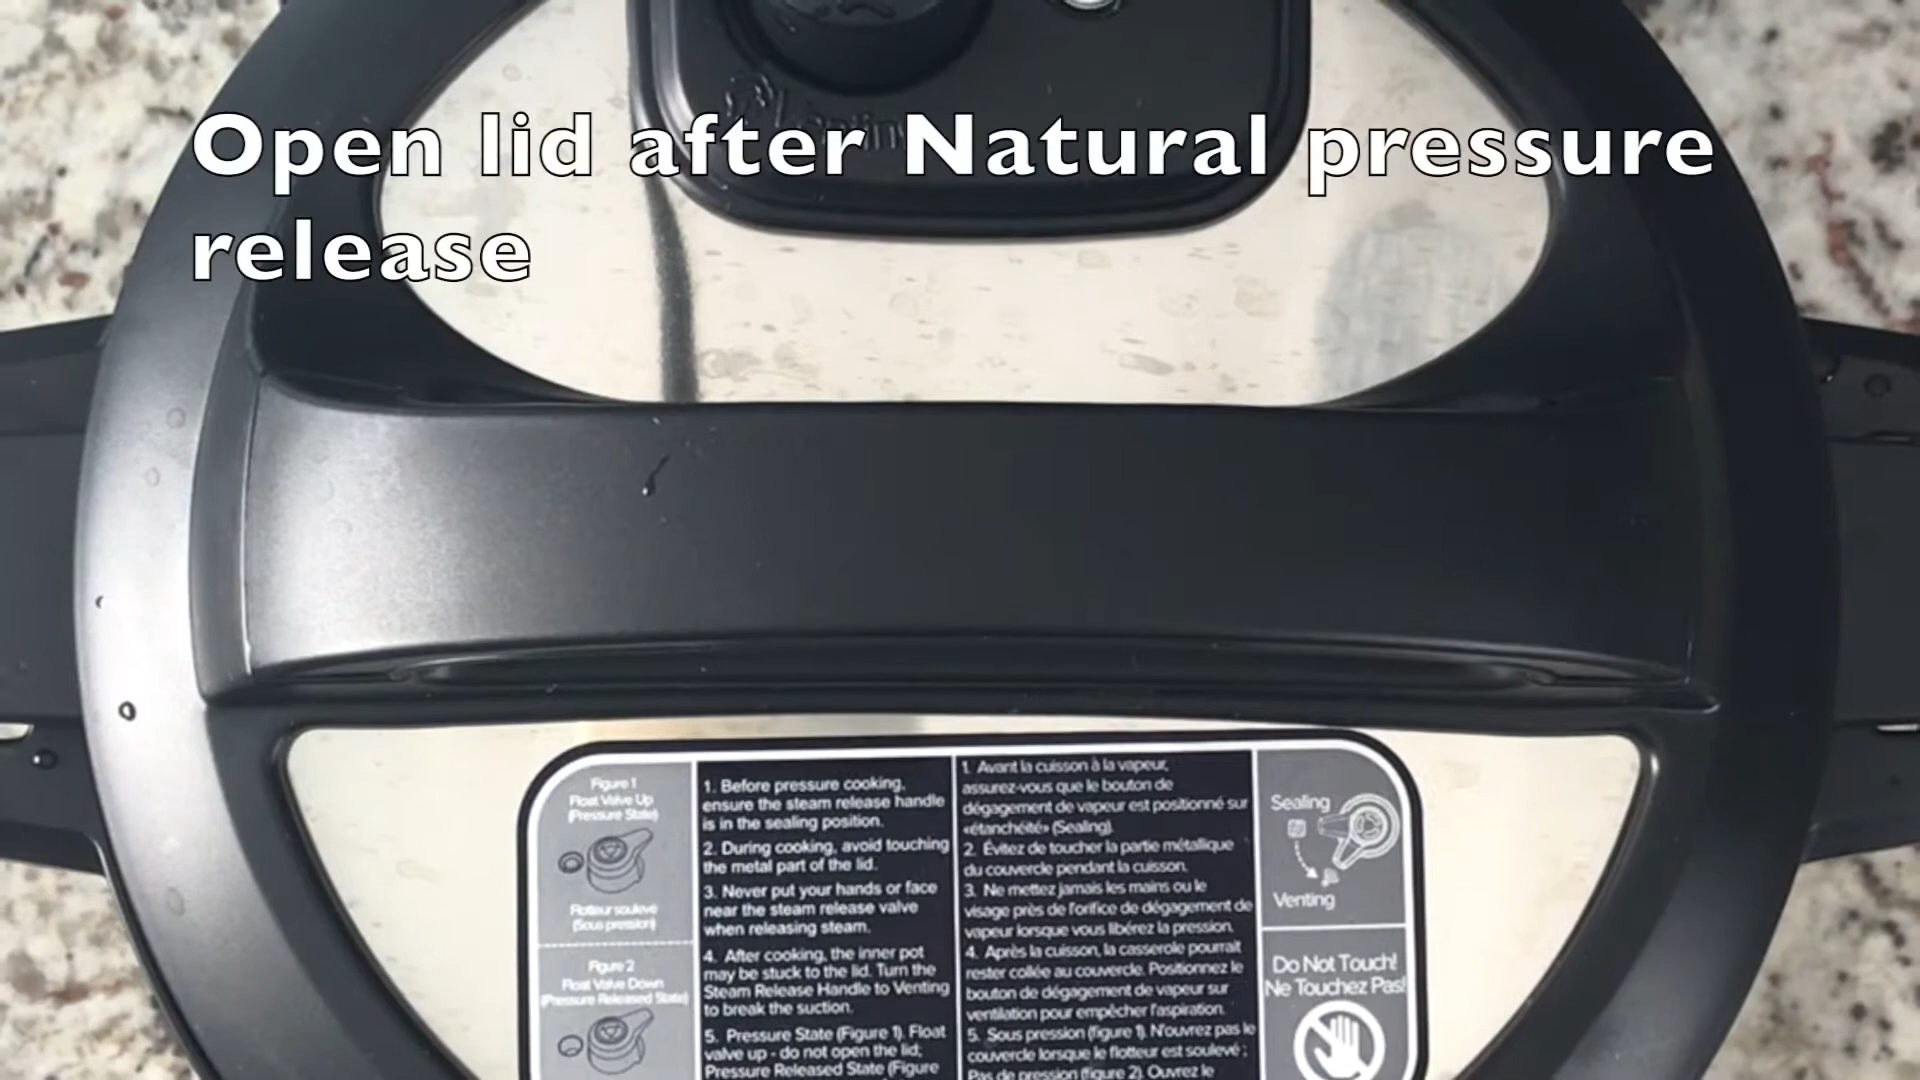 Open lid after Natural pressure
release
Figure 1
Float Valve Up
(Pressure State)
Flotteur soulevé
(Sous pression)
Figure 2
Float Valve Down
(Pressure Released State)
1. Before pressure cooking,
ensure the steam release handle
is in the sealing position.
2. During cooking, avoid touching
the metal part of the lid.
3. Never put your hands or face
near the steam release valve
when releasing steam.
4. After cooking, the inner pot
may be stuck to the lid. Turn the
Steam Release Handle to Venting
to break the suction.
5. Pressure State (Figure 1). Float
valve up - do not open the lid;
Pressure Released State (Figure
1. Avant la cuisson à la vapeur,
assurez-vous que le bouton de
dégagement de vapeur est positionné sur
«étanchéité» (Sealing).
2. Évitez de toucher la partie métallique
du couvercle pendant la cuisson.
3. Ne mettez jamais les mains ou le
visage près de l'orifice de dégagement de
vapeur lorsque vous libérez la pression.
4. Après la cuisson, la casserole pourrait
rester collée au couvercle. Positionnez le
bouton de dégagement de vapeur sur
ventilation pour empêcher l'aspiration.
5. Sous pression (figure 1). N'ouvrez pas le
couvercle lorsque le flotteur est soulevé ;
Pas de pression (figure 2). Ouvrez le
Sealing
Venting
Do Not Touch!
Ne Touchez Pas!